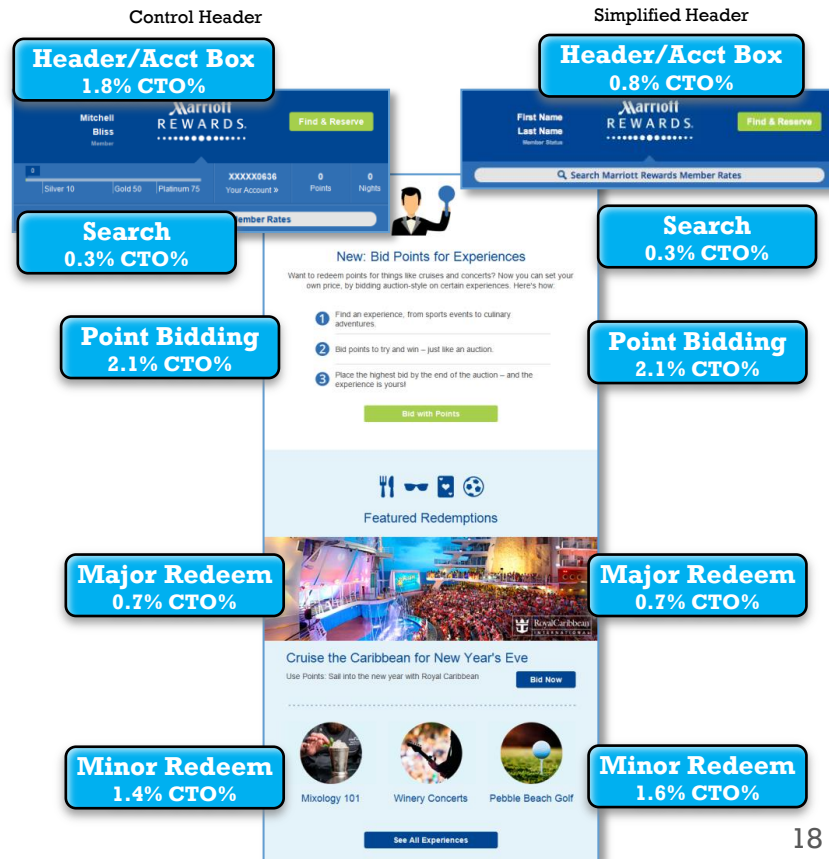 Control Header
Simplified Header
Header/Acct Box
1.8% CTO%
Header/Acct Box
0.8% CTO%
Mitchell
Bliss
Member
Marriott
REWARDS.
Find & Reserve
0
Silver 10
Gold 50
Platinum 75
XXXXX0636
Your Account »
0
Points
0
Nights
ember Rates
First Name
Last Name
Member Status
Marriott
REWARDS.
Find & Reserve
Search Marriott Rewards Member Rates
Search
0.3% CTO%
Search
0.3% CTO%
New: Bid Points for Experiences
Want to redeem points for things like cruises and concerts? Now you can set your
own price, by bidding auction-style on certain experiences. Here's how:
1 Find an experience, from sports events to culinary
adventures.
2 Bid points to try and win – just like an auction.
3 Place the highest bid by the end of the auction – and the
experience is yours!
Bid with Points
Point Bidding
2.1% CTO%
Point Bidding
2.1% CTO%
Featured Redemptions
Major Redeem
0.7% CTO%
Major Redeem
0.7% CTO%
RoyalCaribbean
INTERNATIONAL
Cruise the Caribbean for New Year's Eve
Use Points: Sail into the new year with Royal Caribbean
Bid Now
Minor Redeem
1.4% CTO%
Minor Redeem
1.6% CTO%
Mixology 101
Winery Concerts
Pebble Beach Golf
See All Experiences
18